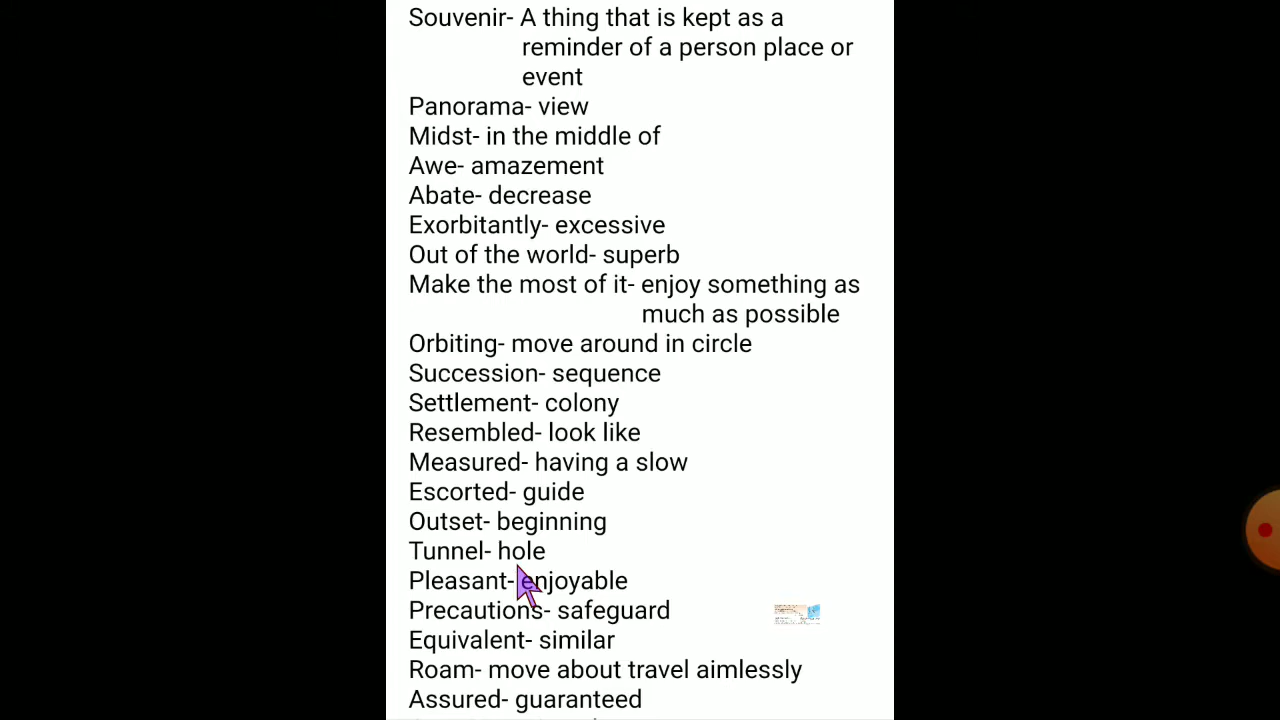 Souvenir- A thing that is kept as a
reminder of a person place or
event
Panorama- view
Midst- in the middle of
Awe- amazement
Abate- decrease
Exorbitantly- excessive
Out of the world- superb
Make the most of it- enjoy something as
much as possible
Orbiting- move around in circle
Succession- sequence
Settlement- colony
Resembled- look like
Measured- having a slow
Escorted- guide
Outset- beginning
Tunnel- hole
Pleasant- enjoyable
Precautions- safeguard
Equivalent- similar
Roam- move about travel aimlessly
Assured- guaranteed